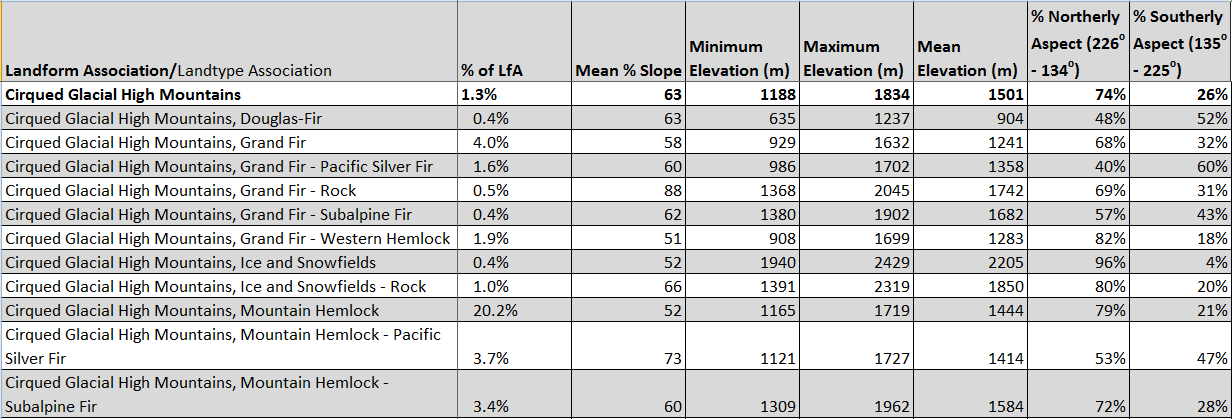 Landform Association/Landtype Association | % of LfA | Mean % Slope | Minimum Elevation (m) | Maximum Elevation (m) | Mean Elevation (m) | % Northerly Aspect (226° - 134°) | % Southerly Aspect (135° - 225°)
Cirqued Glacial High Mountains | 1.3% | 63 | 1188 | 1834 | 1501 | 74% | 26%
Cirqued Glacial High Mountains, Douglas-Fir | 0.4% | 63 | 635 | 1237 | 904 | 48% | 52%
Cirqued Glacial High Mountains, Grand Fir | 4.0% | 58 | 929 | 1632 | 1241 | 68% | 32%
Cirqued Glacial High Mountains, Grand Fir - Pacific Silver Fir | 1.6% | 60 | 986 | 1702 | 1358 | 40% | 60%
Cirqued Glacial High Mountains, Grand Fir - Rock | 0.5% | 88 | 1368 | 2045 | 1742 | 69% | 31%
Cirqued Glacial High Mountains, Grand Fir - Subalpine Fir | 0.4% | 62 | 1380 | 1902 | 1682 | 57% | 43%
Cirqued Glacial High Mountains, Grand Fir - Western Hemlock | 1.9% | 51 | 908 | 1699 | 1283 | 82% | 18%
Cirqued Glacial High Mountains, Ice and Snowfields | 0.4% | 52 | 1940 | 2429 | 2205 | 96% | 4%
Cirqued Glacial High Mountains, Ice and Snowfields - Rock | 1.0% | 66 | 1391 | 2319 | 1850 | 80% | 20%
Cirqued Glacial High Mountains, Mountain Hemlock | 20.2% | 52 | 1165 | 1719 | 1444 | 79% | 21%
Cirqued Glacial High Mountains, Mountain Hemlock - Pacific
Silver Fir | 3.7% | 73 | 1121 | 1727 | 1414 | 53% | 47%
Cirqued Glacial High Mountains, Mountain Hemlock -
Subalpine Fir | 3.4% | 60 | 1309 | 1962 | 1584 | 72% | 28%